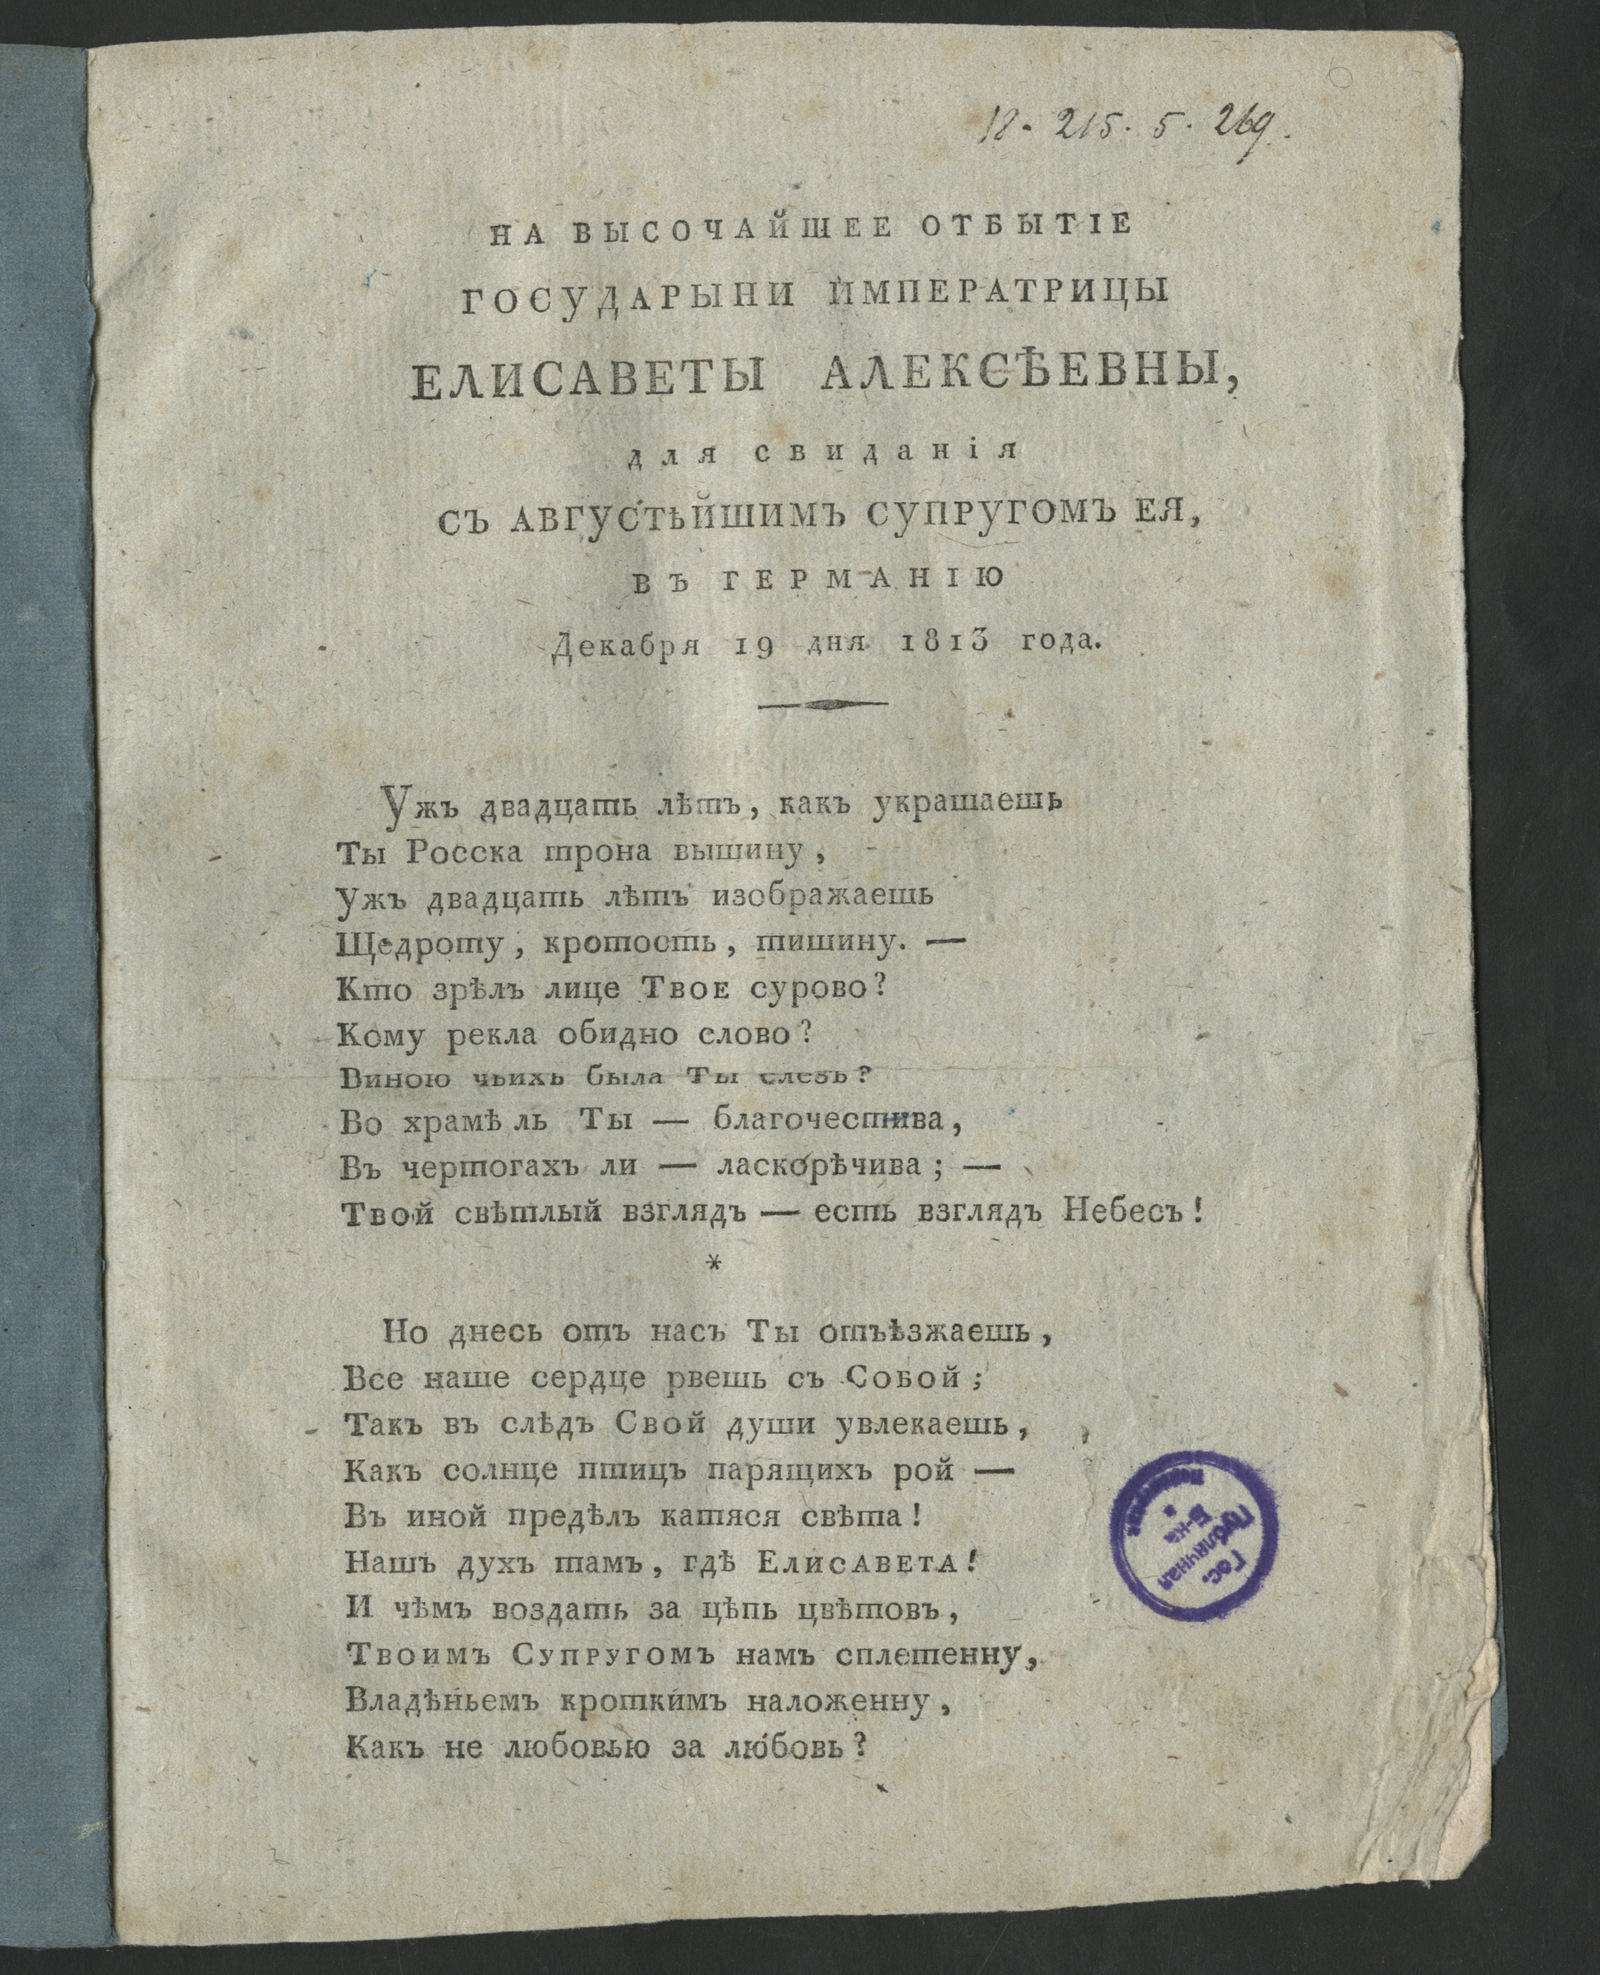 18. 215. 5. 269.
НА ВЫСОЧАЙШЕЕ ОТБЫТІЕ
ГОСУДАРЫНИ ИМПЕРАТРИЦЫ
ЕЛИСАВЕТЫ АЛЕКСѢЕВНЫ,
для свиданія
СЪ АВГУСТѢЙШИМЪ СУПРУГОМЪ ЕЯ,
ВЪ ГЕРМАНІЮ
Декабря 19 дня 1813 года.
Ужъ двадцать лѣтъ, какъ украшаешь
Ты Росска трона вышину,
Ужъ двадцать лѣтъ изображаешь
Щедроту, кротость, тишину. —
Кто зрѣлъ лице Твое сурово?
Кому рекла обидно слово?
Виною чьихъ была Ты слезъ?
Во храмѣ ль Ты — благочестива,
Въ чертогахъ ли — ласкорѣчива; —
Твой свѣтлый взглядъ — есть взглядъ Небесъ!
*
Но днесь отъ насъ Ты отъѣзжаешь,
Все наше сердце рвешь съ Собой;
Такъ въ слѣдъ Свой души увлекаешь,
Какъ солнце птицъ парящихъ рой —
Въ иной предѣлъ катяся свѣта!
Нашъ духъ тамъ, гдѣ Елисавета!
И чѣмъ воздать за цѣпь цвѣтовъ,
Твоимъ Супругомъ намъ сплетенну,
Владѣньемъ кроткимъ наложенну,
Какъ не любовью за любовь?
Гос.
Публичная
Б-ка
в